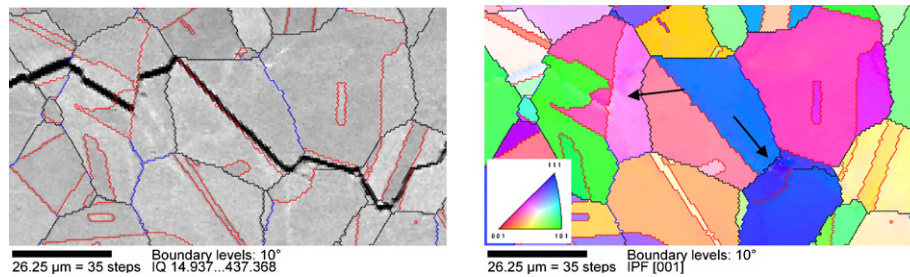 Boundary levels: 10°
26.25 µm = 35 steps IQ 14.937...437.368
111
001 101
Boundary levels: 10°
26.25 µm = 35 steps IPF [001]